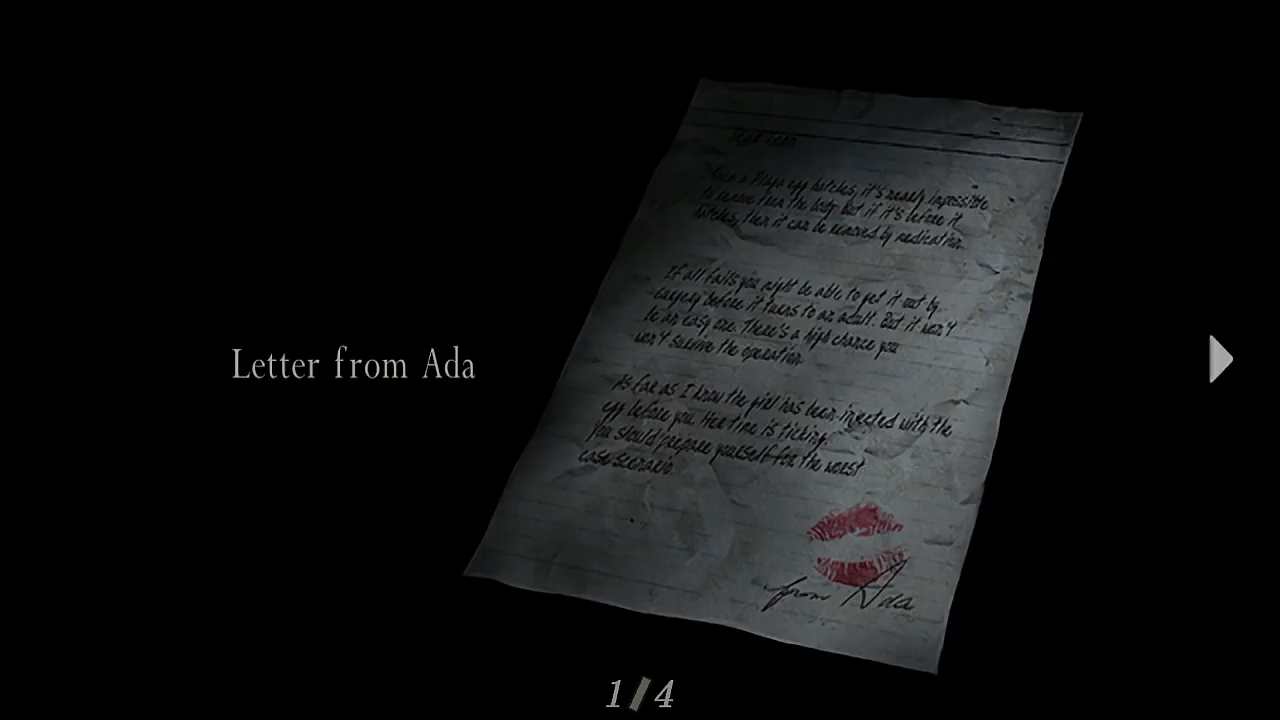 Letter from Ada
Once a Plaga egg hatches, it's nearly impossible
to remove from the body. But if it's before it
hatches, then it can be removed by medication.
If all fails you might be able to get it out by
surgery before it turns to an adult. But it won't
be an easy one. There's a high chance you
won't survive the operation.
As far as I know the girl has been injected with the
egg before you. Her time is ticking.
You should prepare yourself for the worst
case scenario.
from Ada
1/4